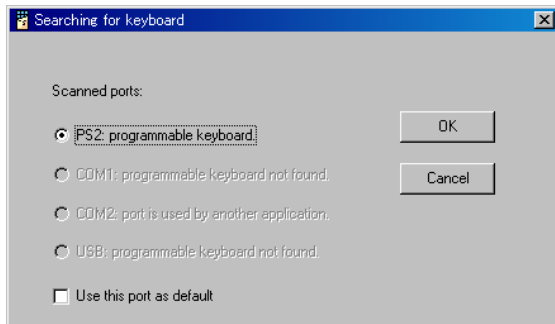 Searching for keyboard
Scanned ports:
PS2: programmable keyboard.
OK
COM1: programmable keyboard not found.
Cancel
COM2: port is used by another application.
USB: programmable keyboard not found.
Use this port as default